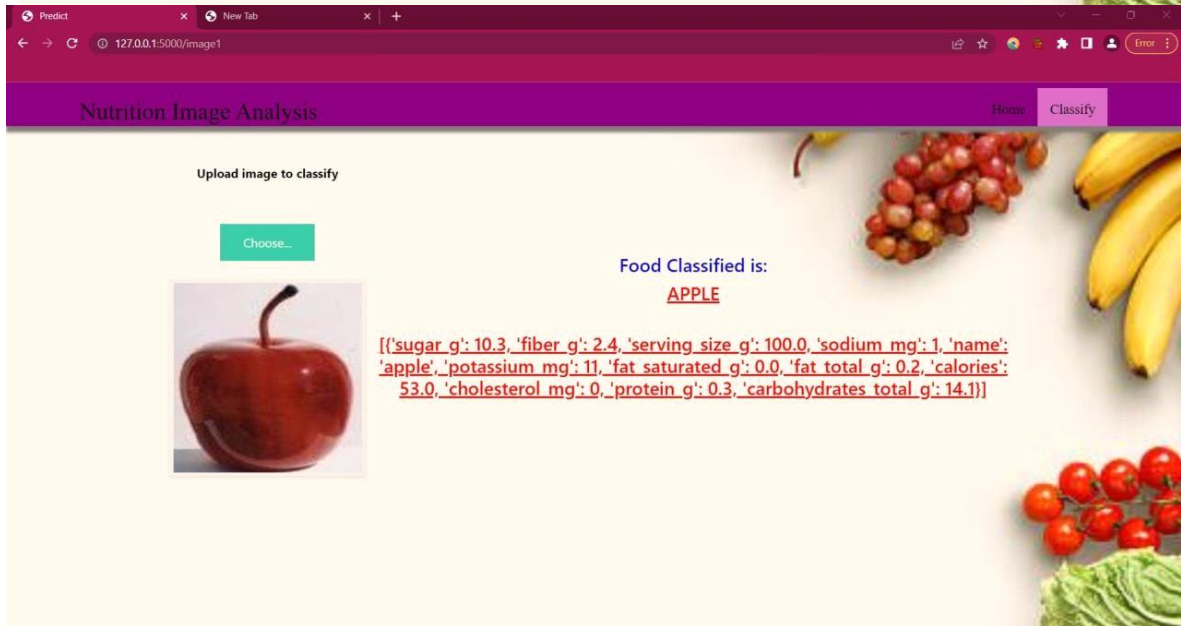 Predict
New Tab
127.0.0.1:5000/image1
Error
Nutrition Image Analysis
Home
Classify
Upload image to classify
Choose...
Food Classified is:
APPLE
[{'sugar_g': 10.3, 'fiber_g': 2.4, 'serving_size_g': 100.0, 'sodium_mg': 1, 'name':
'apple', 'potassium_mg': 11, 'fat_saturated_g': 0.0, 'fat_total_g': 0.2, 'calories':
53.0, 'cholesterol_mg': 0, 'protein_g': 0.3, 'carbohydrates_total_g': 14.1}]